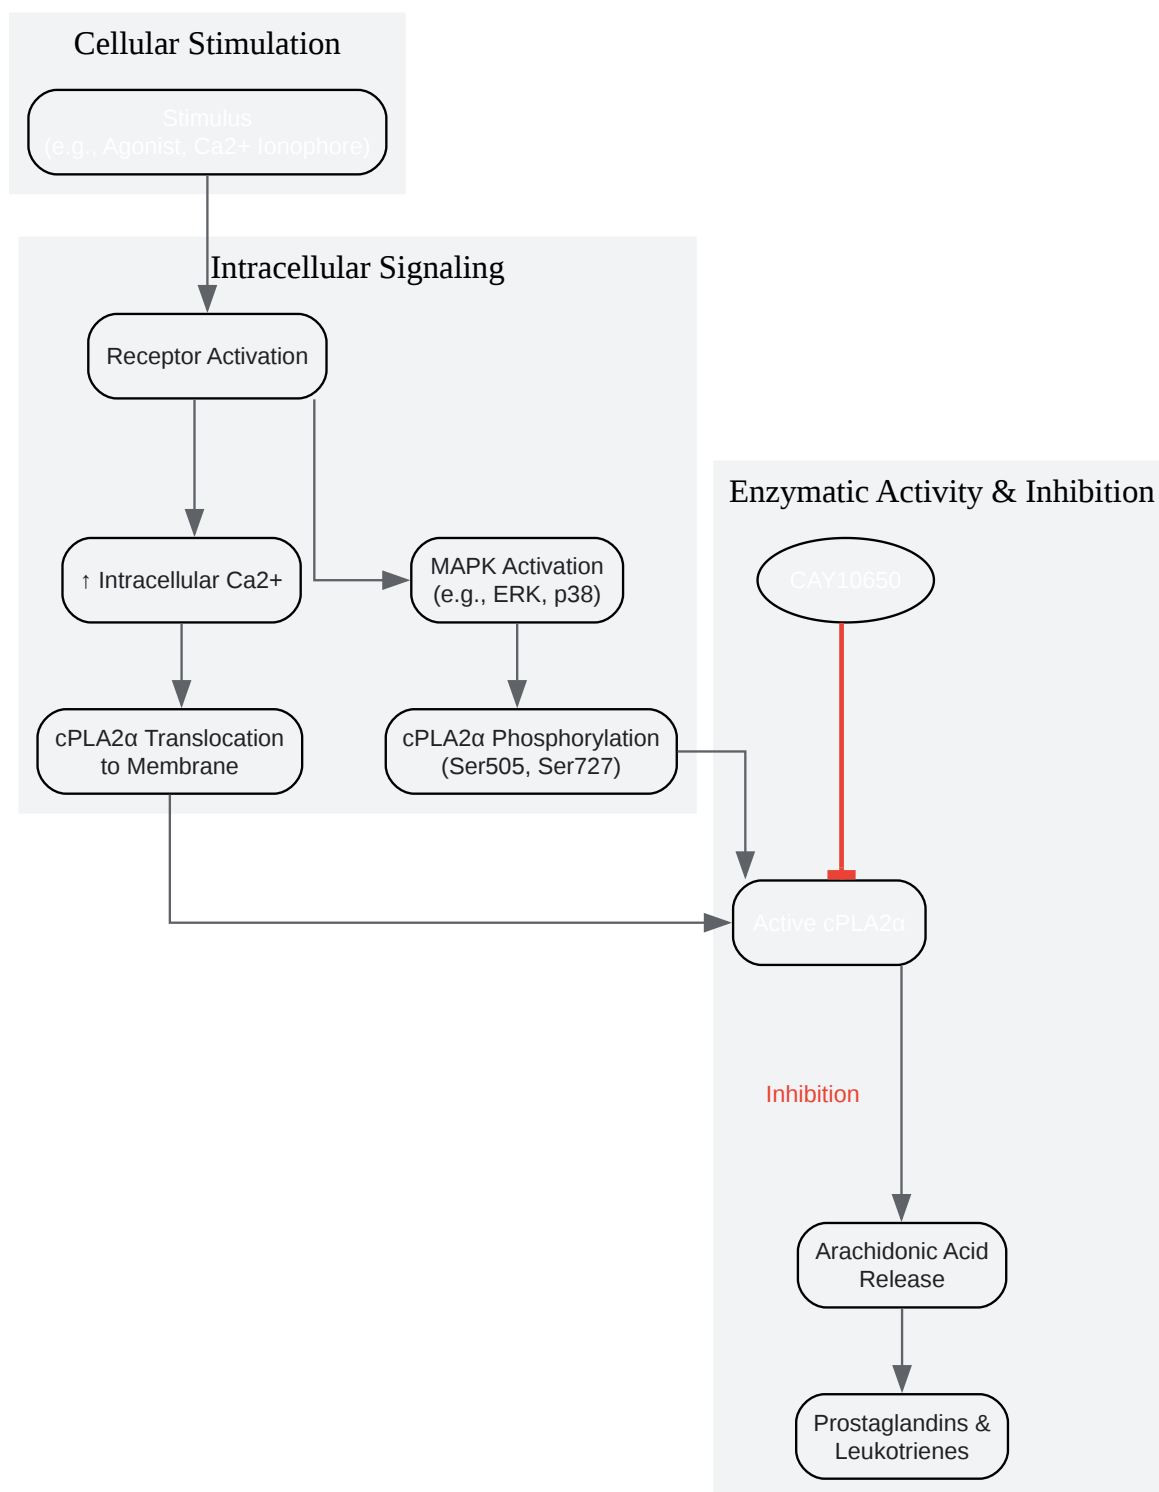 Cellular Stimulation
Stimulus
(e.g., Agonist, Ca2+ Ionophore)
Intracellular Signaling
Receptor Activation
↑ Intracellular Ca2+
MAPK Activation
(e.g., ERK, p38)
cPLA2α Translocation
to Membrane
cPLA2α Phosphorylation
(Ser505, Ser727)
Enzymatic Activity & Inhibition
CAY10650
Active cPLA2α
Inhibition
Arachidonic Acid
Release
Prostaglandins &
Leukotrienes